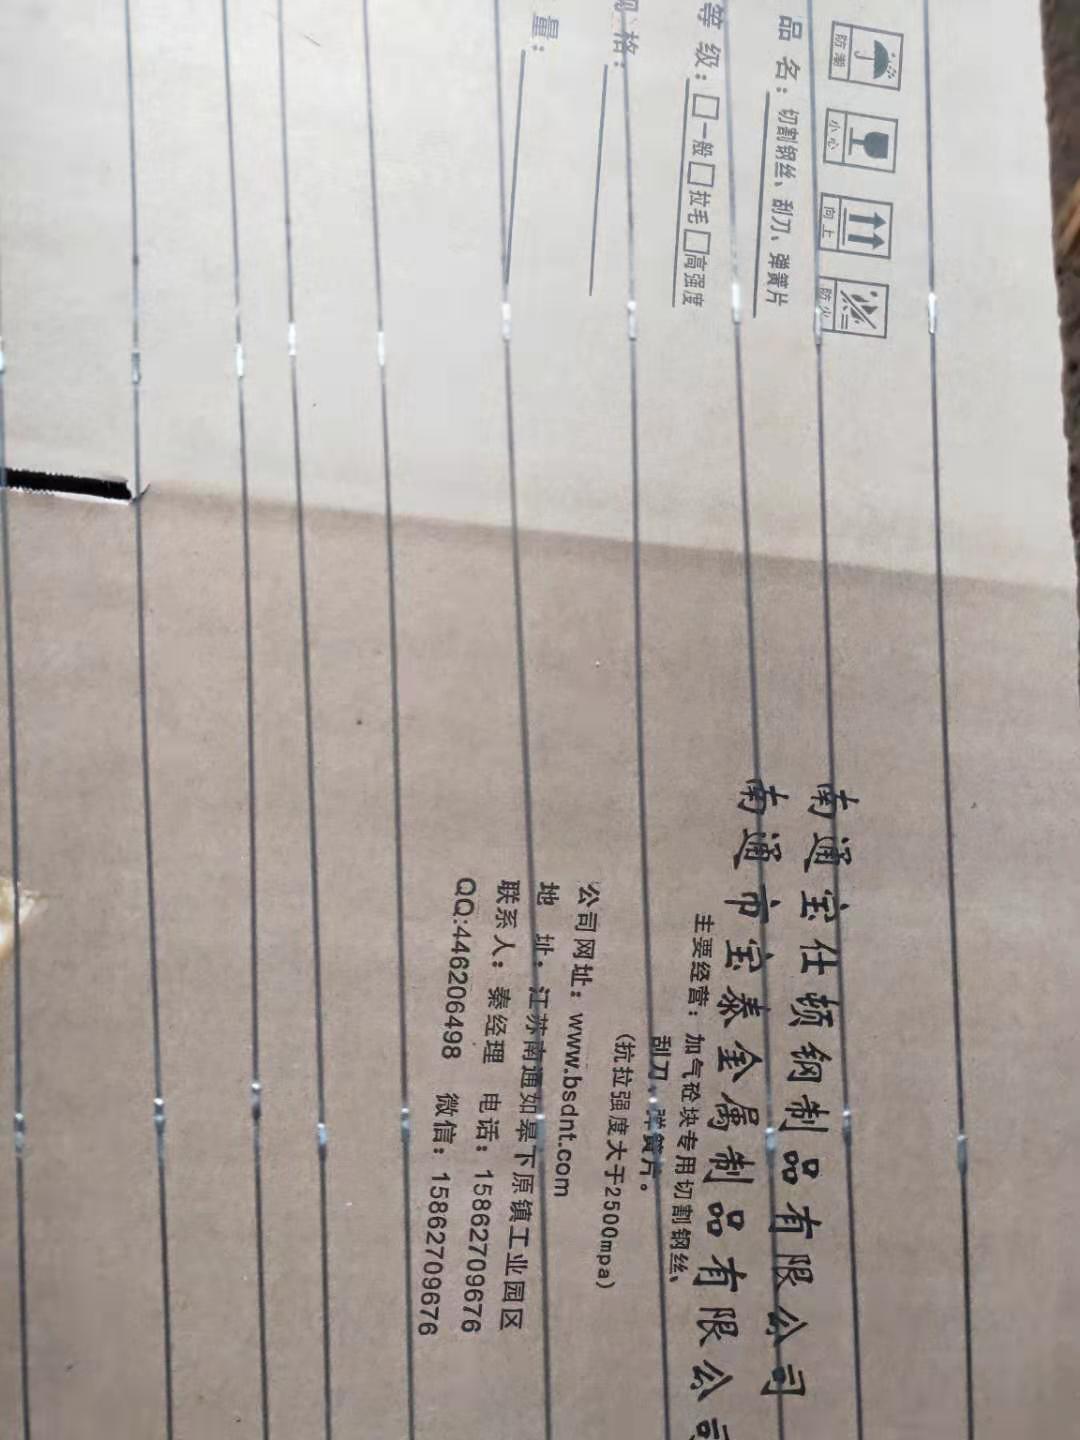 防潮
小心
向上
防火
品 名：切割钢丝、刮刀、弹簧片
等 级：□一般□拉毛□高强度
规 格：
量：
南通宝仕顿钢制品有限公司
南通市宝泰金属制品有限公司
主要经营：加气砼块专用切割钢丝、
刮刀、弹簧片。
(抗拉强度大于2500mpa)
公司网址：www.bsdnt.com
地 址：江苏南通如皋下原镇工业园区
联系人：秦经理 电话：15862709676
QQ:446206498 微信：15862709676